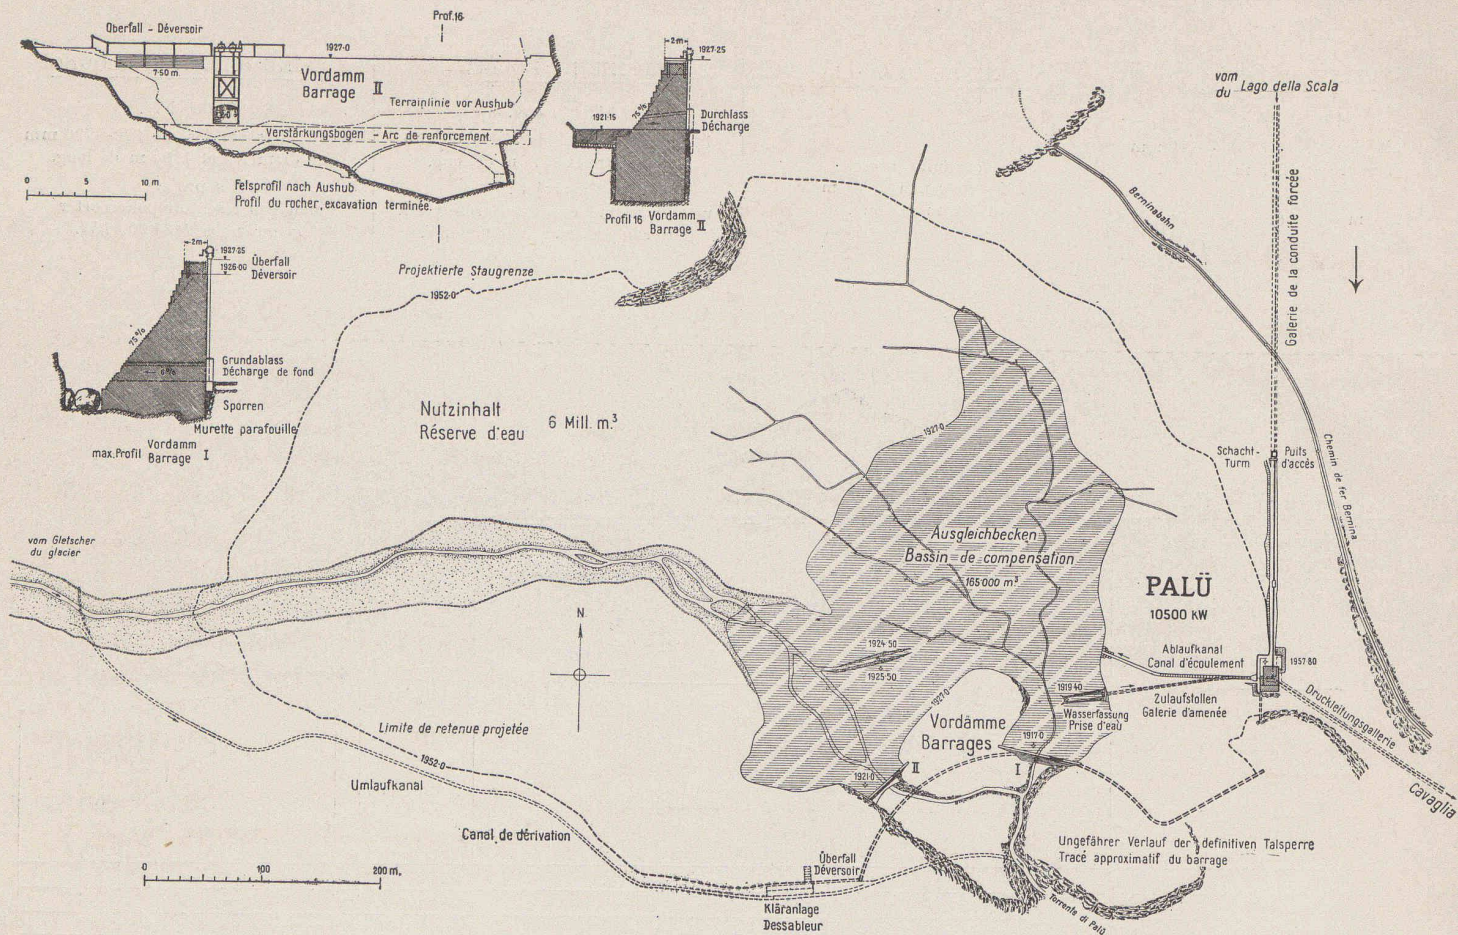 Überfall - Déversoir
Prof.16
1927·0
7·50 m.
Vordamm
Barrage II
Terrainlinie vor Aushub
Verstärkungsbogen - Arc de renforcement
0 5 10 m
Felsprofil nach Aushub
Profil du rocher, excavation terminée.
2m
1927·25
75%
1921·15
Durchlass
Décharge
Profil 16 Vordamm
Barrage II
2m
1927·25
1926·00
Überfall
Déversoir
75%
6%
Grundablass
Décharge de fond
Sporren
Murette parafouille
max. Profil Vordamm
Barrage I
Projektierte Staugrenze
1952·0
Nutzinhalt
Réserve d'eau
6 Mill. m.³
vom
du Lago della Scala
Berninabahn
Galerie de la conduite forcée
Chemin de fer Bernina
Schacht-
Turm
Puits
d'accés
1927·0
Ausgleichbecken
Bassin de compensation
165000 m³
PALÜ
10500 KW
vom Gletscher
du glacier
N
1924·50
1925·50
1927·0
Ablaufkanal
Canal d'écoulement
1957·80
1919·40
Zulaufstollen
Galerie d'amenée
Wasserfassung
Prise d'eau
Druckleitungsgallerie
Cavaglia
Vordämme
Barrages
1917·0
I
II
1921·0
Limite de retenue projetée
1952·0
Umlaufkanal
Canal de dérivation
0 100 200 m.
Überfall
Déversoir
Kläranlage
Dessableur
Ungefährer Verlauf der definitiven Talsperre
Tracé approximatif du barrage
Torrente di Palü